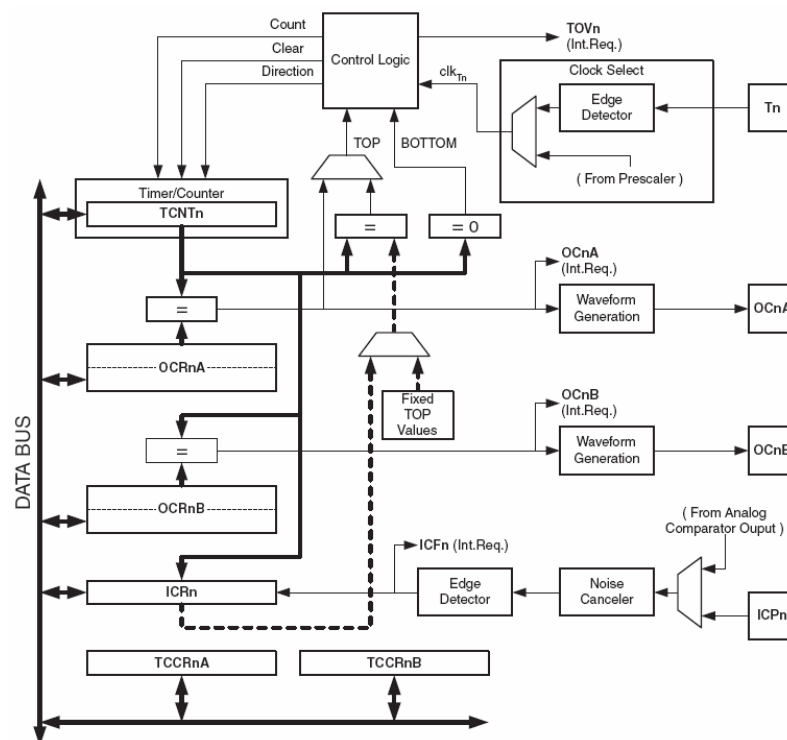 Count
Clear
Direction
Control Logic
TOVn
(Int.Req.)
clkTn
Clock Select
Edge
Detector
Tn
( From Prescaler )
TOP
BOTTOM
Timer/Counter
TCNTn
=
= 0
=
OCnA
(Int.Req.)
Waveform
Generation
OCnA
OCRnA
Fixed
TOP
Values
OCnB
(Int.Req.)
Waveform
Generation
OCnB
=
OCRnB
DATA BUS
( From Analog
Comparator Ouput )
ICFn (Int.Req.)
ICRn
Edge
Detector
Noise
Canceler
ICPn
TCCRnA
TCCRnB